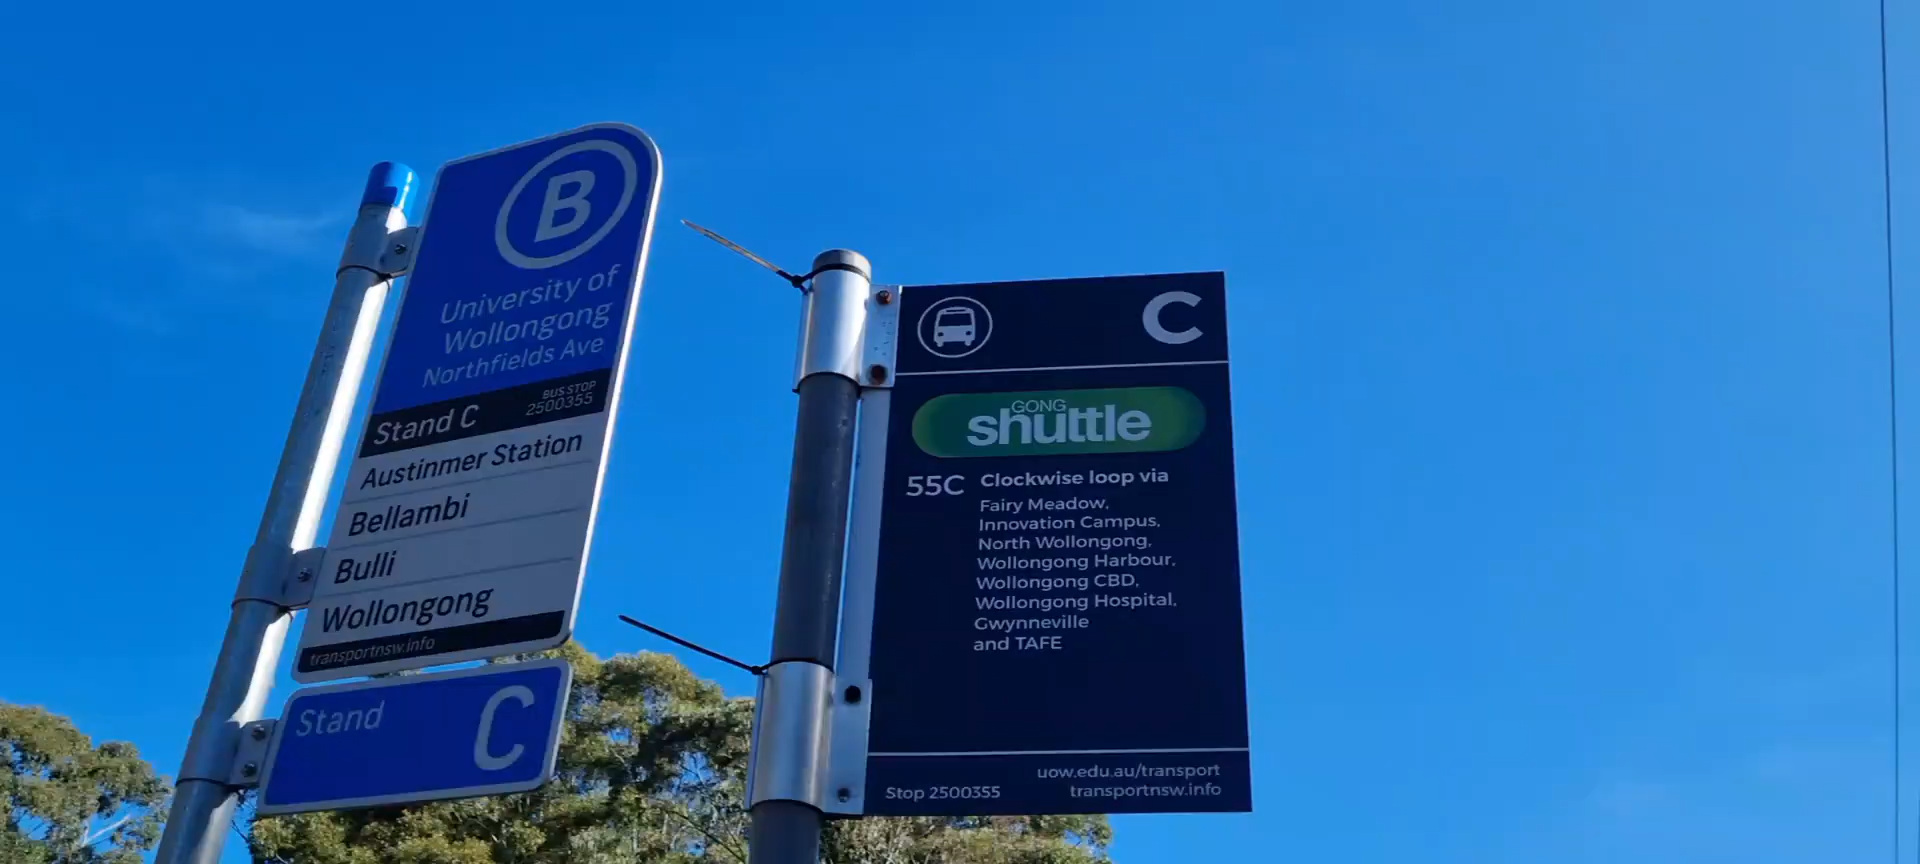 B
University of
Wollongong
Northfields Ave
BUS STOP
Stand C 2500355
Austinmer Station
Bellambi
Bulli
Wollongong
transportnsw.info
Stand C
C
GONG
shuttle
55C Clockwise loop via
Fairy Meadow,
Innovation Campus,
North Wollongong,
Wollongong Harbour,
Wollongong CBD,
Wollongong Hospital,
Gwynneville
and TAFE
uow.edu.au/transport
Stop 2500355 transportnsw.info